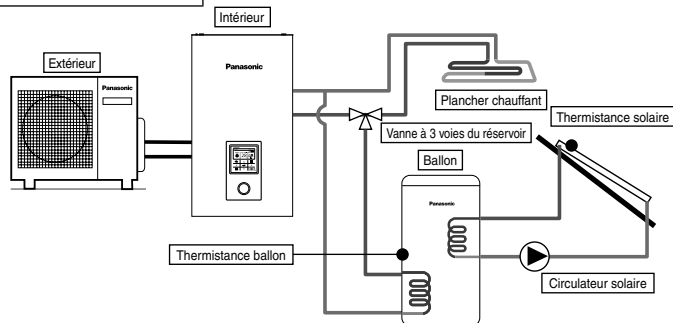 Intérieur
Extérieur
Panasonic
Panasonic
Plancher chauffant
Thermistance solaire
Vanne à 3 voies du réservoir
Ballon
Panasonic
Thermistance ballon
Circulateur solaire